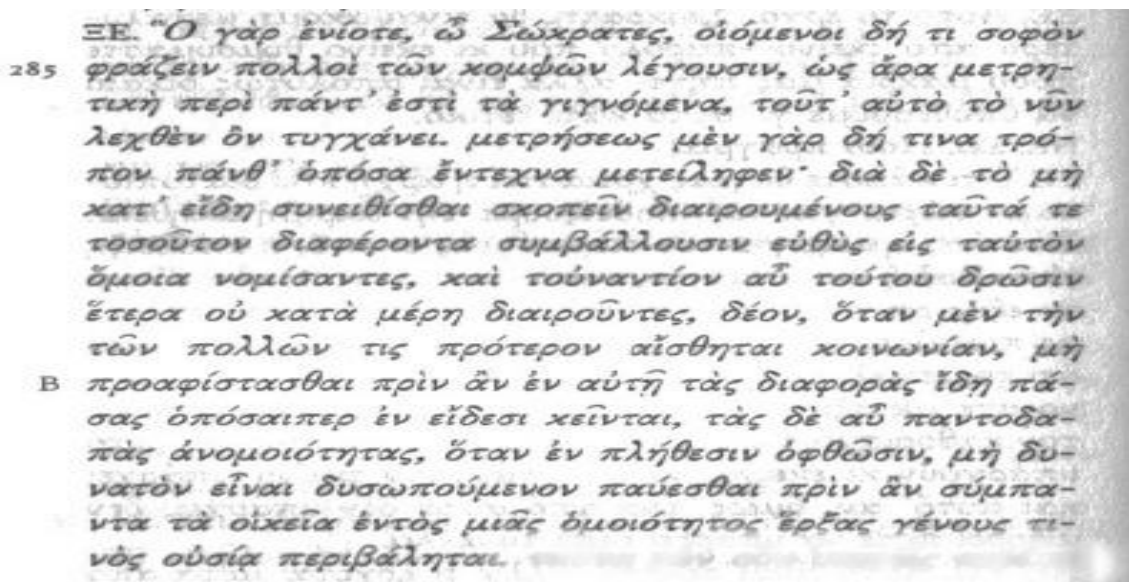 ΞΕ. Ὃ γὰρ ἐνίοτε, ὦ Σώκρατες, οἰόμενοι δή τι σοφὸν
285 φράζειν πολλοὶ τῶν κομψῶν λέγουσιν, ὡς ἄρα μετρη-
τικὴ περὶ πάντ' ἐστὶ τὰ γιγνόμενα, τοῦτ' αὐτὸ τὸ νῦν
λεχθὲν ὂν τυγχάνει. μετρήσεως μὲν γὰρ δή τινα τρό-
πον πάνθ' ὁπόσα ἔντεχνα μετείληφεν· διὰ δὲ τὸ μὴ
κατ' εἴδη συνειθίσθαι σκοπεῖν διαιρουμένους ταῦτά τε
τοσοῦτον διαφέροντα συμβάλλουσιν εὐθὺς εἰς ταὐτὸν
ὅμοια νομίσαντες, καὶ τοὐναντίον αὖ τούτου δρῶσιν
ἕτερα οὐ κατὰ μέρη διαιροῦντες, δέον, ὅταν μὲν τὴν
τῶν πολλῶν τις πρότερον αἴσθηται κοινωνίαν, μὴ
B προαφίστασθαι πρὶν ἂν ἐν αὐτῇ τὰς διαφορὰς ἴδῃ πά-
σας ὁπόσαιπερ ἐν εἴδεσι κεῖνται, τὰς δὲ αὖ παντοδα-
πὰς ἀνομοιότητας, ὅταν ἐν πλήθεσιν ὀφθῶσιν, μὴ δυ-
νατὸν εἶναι δυσωπούμενον παύεσθαι πρὶν ἂν σύμπα-
ντα τὰ οἰκεῖα ἐντὸς μιᾶς ὁμοιότητος ἕρξας γένους τι-
νὸς οὐσίᾳ περιβάληται.